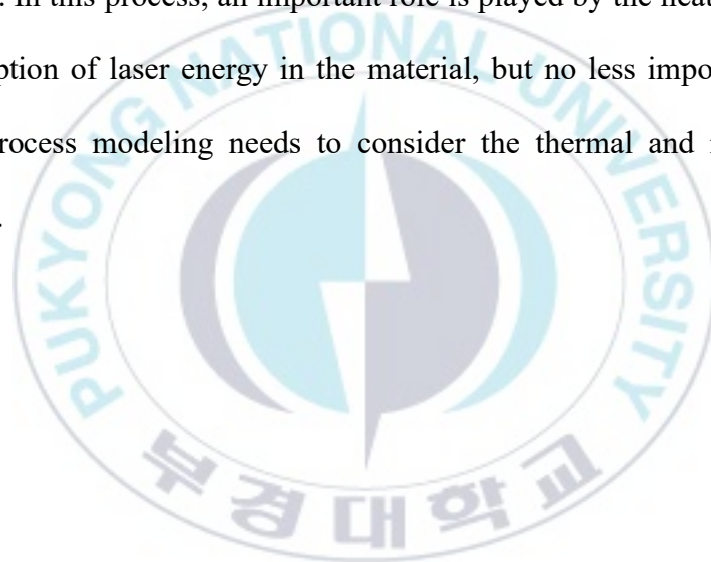 . In this process, an important role is played by the heat
ption of laser energy in the material, but no less impo
rocess modeling needs to consider the thermal and
.
PUKYONG NATIONAL UNIVERSITY
부경대학교